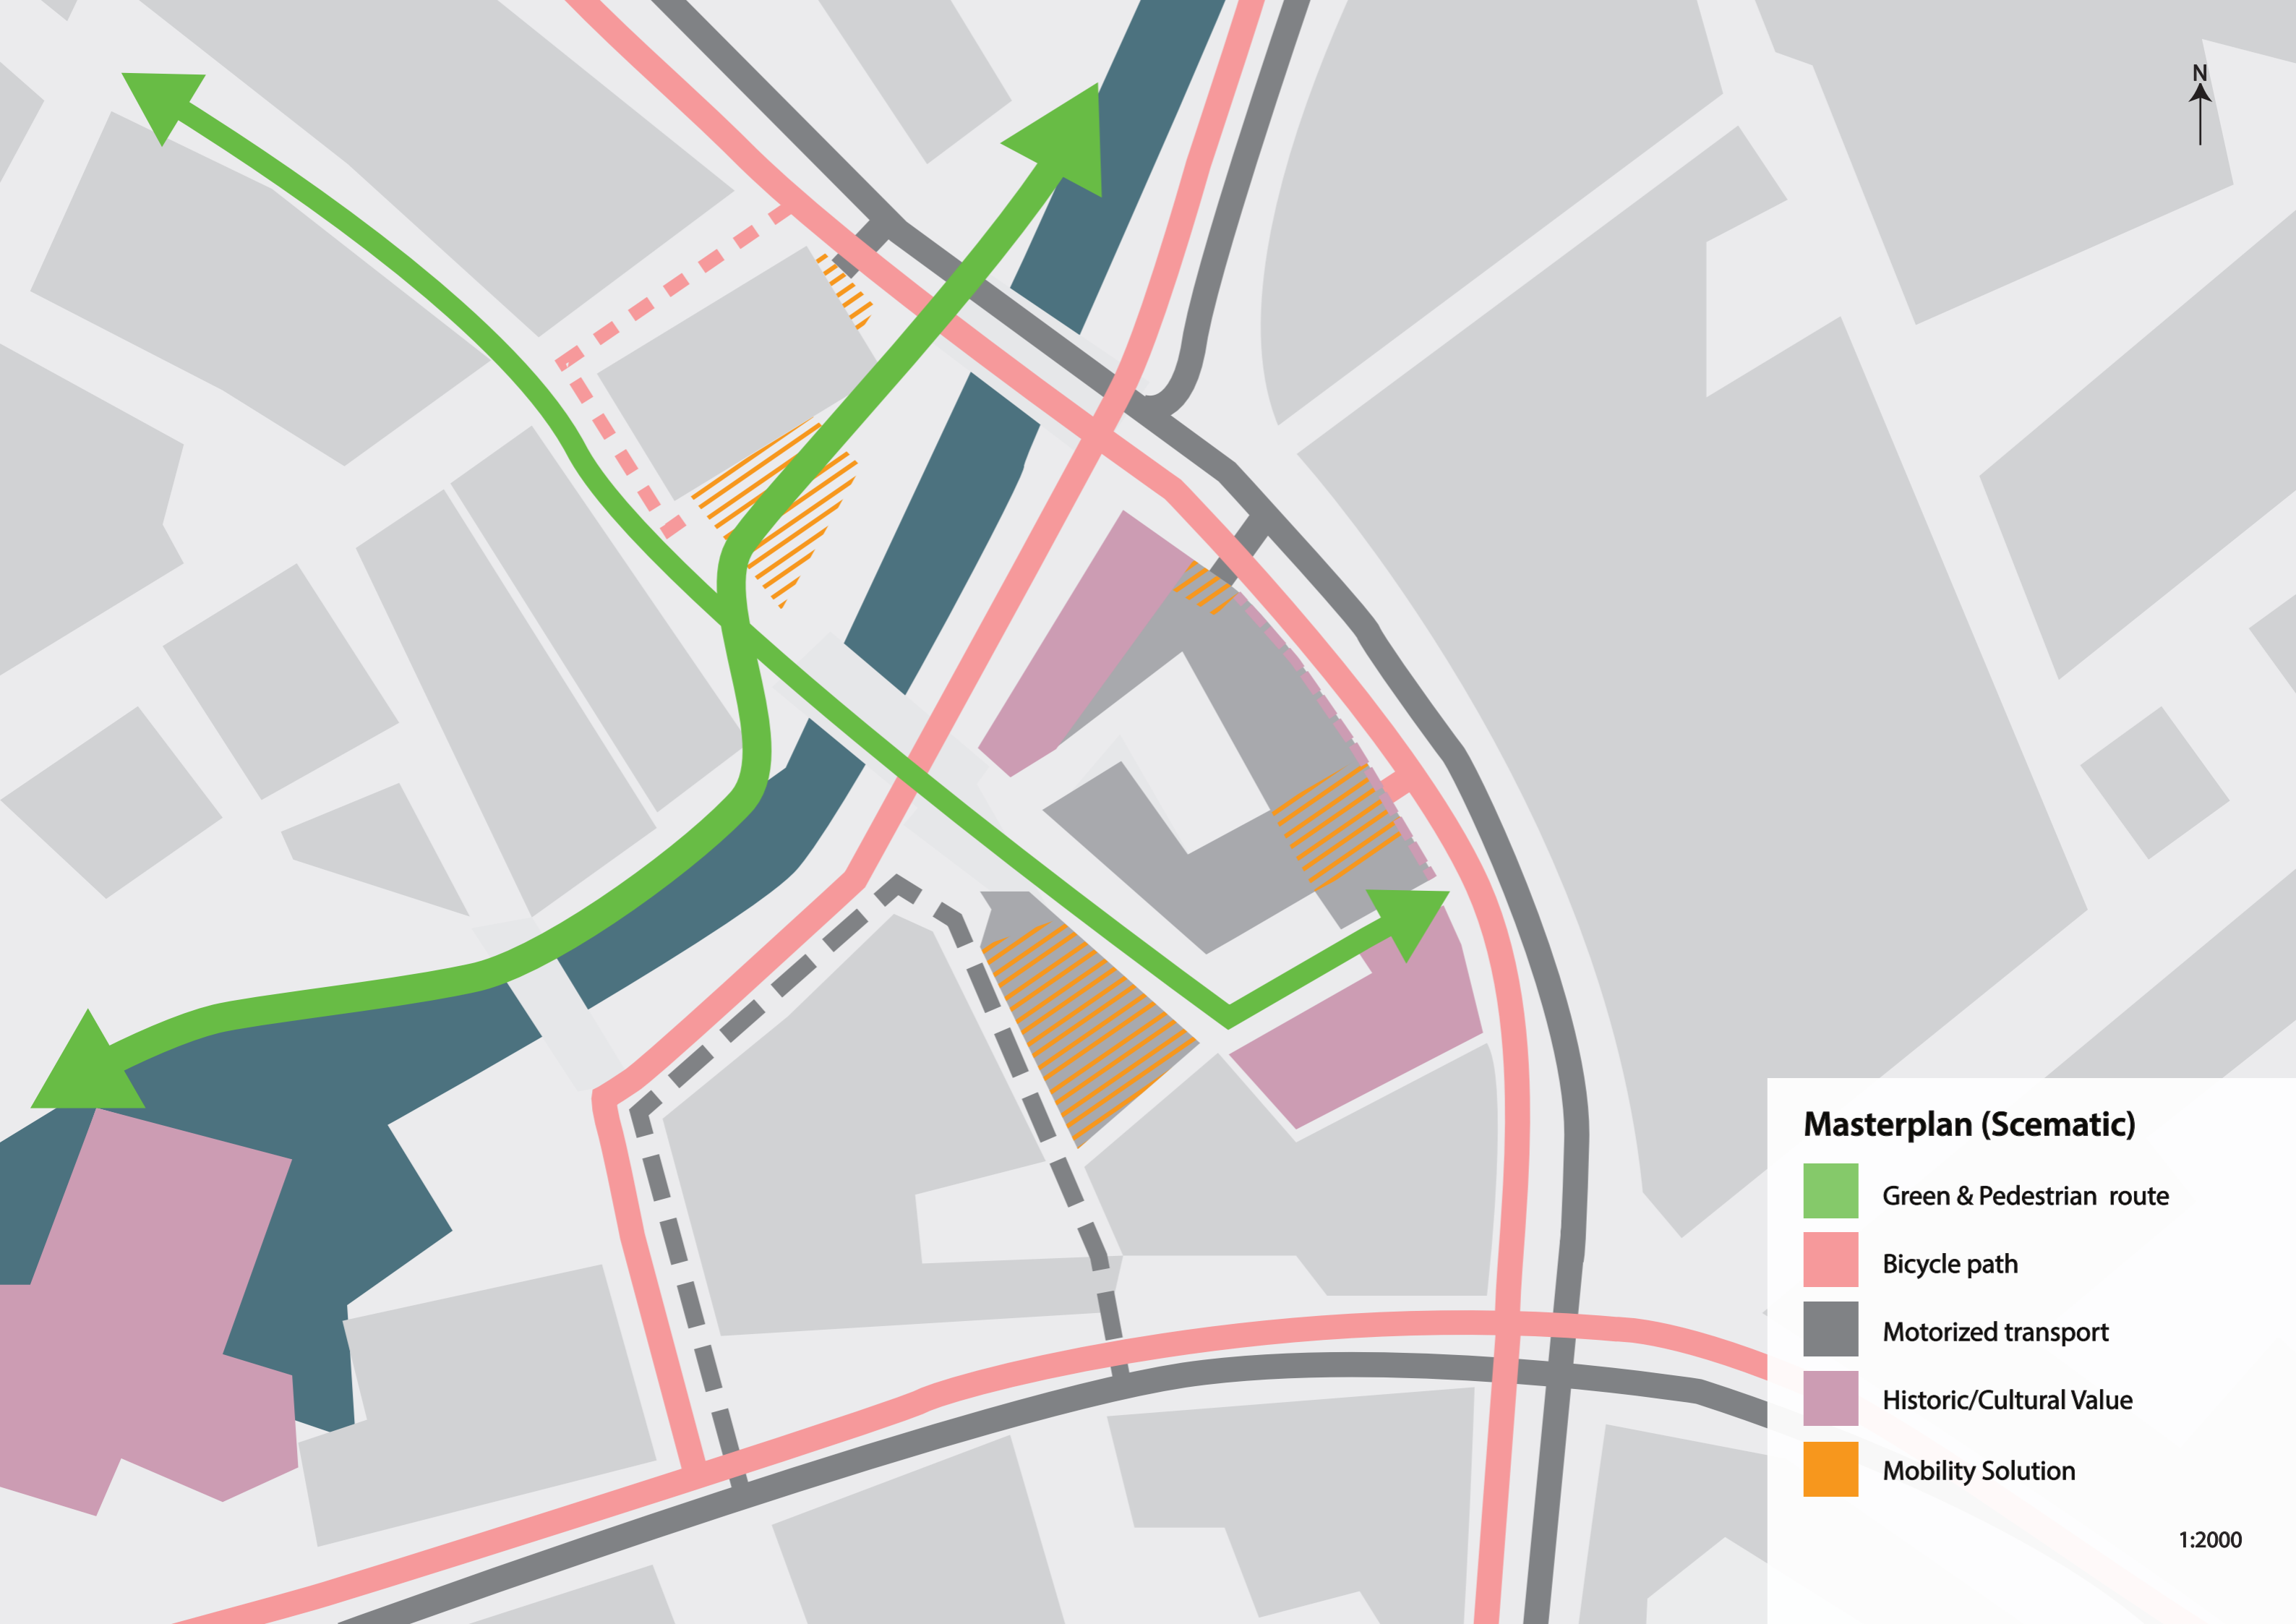 N
Masterplan (Scematic)
Green & Pedestrian route
Bicycle path
Motorized transport
Historic/Cultural Value
Mobility Solution
1:2000